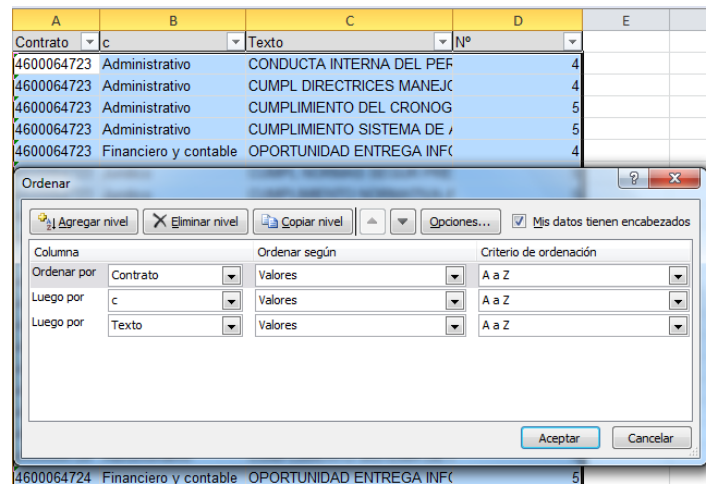 A B C D E
Contrato c Texto Nº
4600064723 Administrativo CONDUCTA INTERNA DEL PER 4
4600064723 Administrativo CUMPL DIRECTRICES MANEJO 4
4600064723 Administrativo CUMPLIMIENTO DEL CRONOG 5
4600064723 Administrativo CUMPLIMIENTO SISTEMA DE A 5
4600064723 Financiero y contable OPORTUNIDAD ENTREGA INFO 4
Ordenar
Agregar nivel Eliminar nivel Copiar nivel Opciones... Mis datos tienen encabezados
Columna Ordenar según Criterio de ordenación
Ordenar por Contrato Valores A a Z
Luego por c Valores A a Z
Luego por Texto Valores A a Z
Aceptar Cancelar
4600064724 Financiero y contable OPORTUNIDAD ENTREGA INFO 5